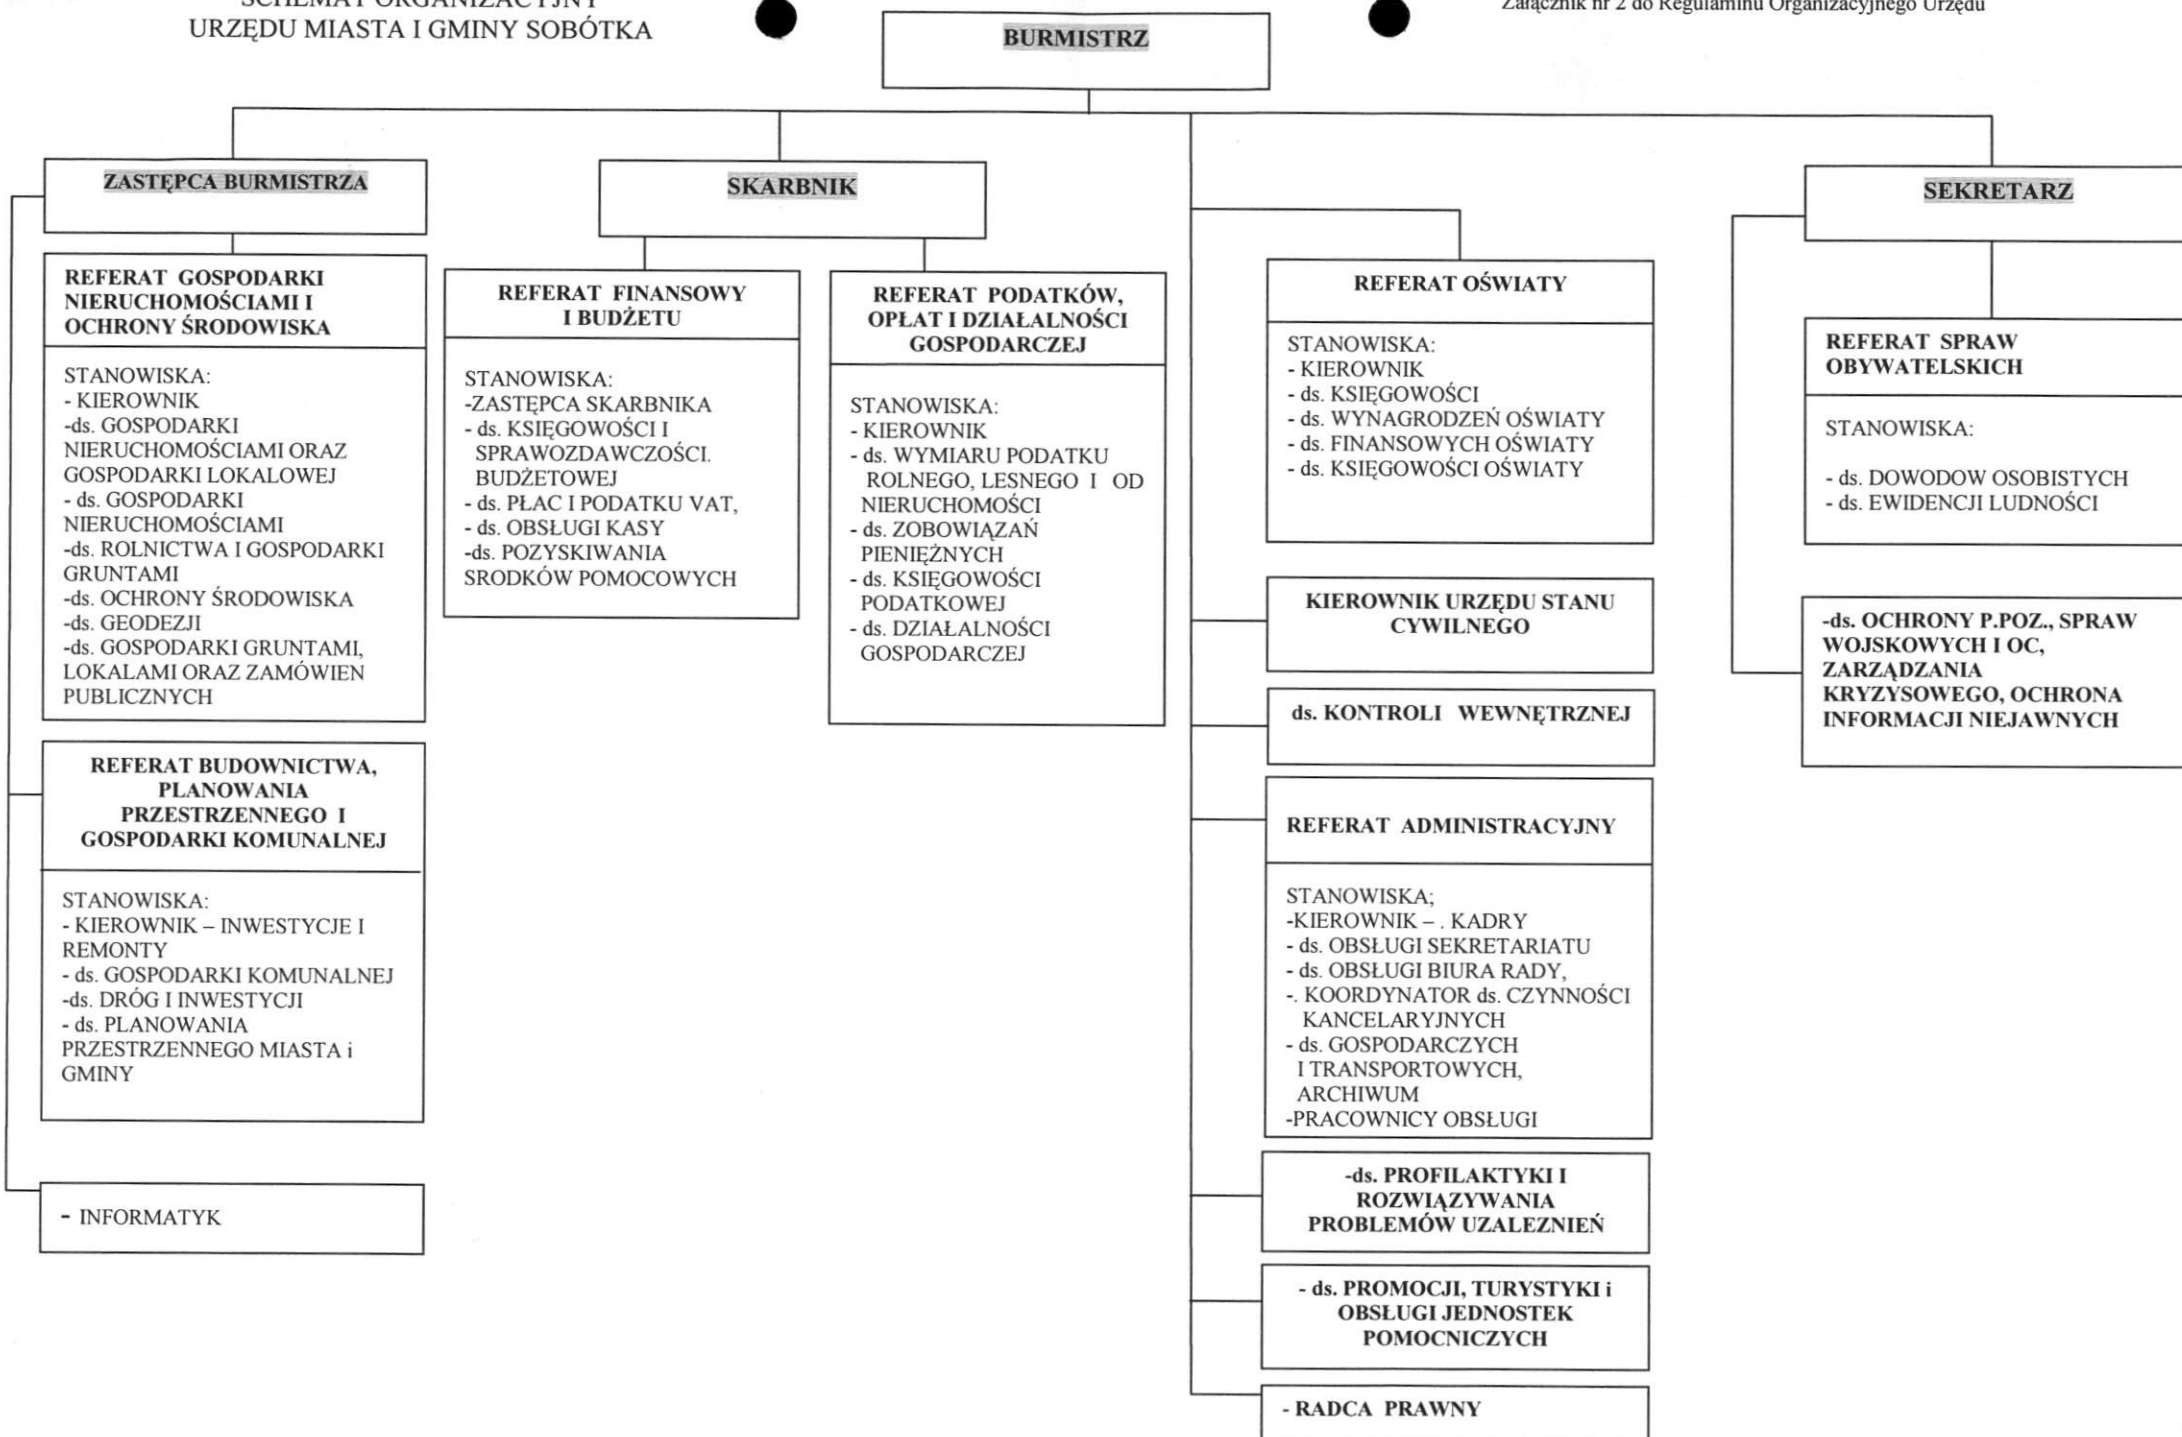 SCHEMAT ORGANIZACYJNY
URZĘDU MIASTA I GMINY SOBÓTKA
Załącznik nr 2 do Regulaminu Organizacyjnego Urzędu
BURMISTRZ
ZASTĘPCA BURMISTRZA
REFERAT GOSPODARKI
NIERUCHOMOŚCIAMI I
OCHRONY ŚRODOWISKA
STANOWISKA:
- KIEROWNIK
-ds. GOSPODARKI
NIERUCHOMOŚCIAMI ORAZ
GOSPODARKI LOKALOWEJ
- ds. GOSPODARKI
NIERUCHOMOŚCIAMI
-ds. ROLNICTWA I GOSPODARKI
GRUNTAMI
-ds. OCHRONY ŚRODOWISKA
-ds. GEODEZJI
-ds. GOSPODARKI GRUNTAMI,
LOKALAMI ORAZ ZAMÓWIEN
PUBLICZNYCH
REFERAT BUDOWNICTWA,
PLANOWANIA
PRZESTRZENNEGO I
GOSPODARKI KOMUNALNEJ
STANOWISKA:
- KIEROWNIK – INWESTYCJE I
REMONTY
- ds. GOSPODARKI KOMUNALNEJ
-ds. DRÓG I INWESTYCJI
- ds. PLANOWANIA
PRZESTRZENNEGO MIASTA i
GMINY
- INFORMATYK
SKARBNIK
REFERAT FINANSOWY
I BUDŻETU
STANOWISKA:
-ZASTĘPCA SKARBNIKA
- ds. KSIĘGOWOŚCI I
SPRAWOZDAWCZOŚCI.
BUDŻETOWEJ
- ds. PŁAC I PODATKU VAT,
- ds. OBSŁUGI KASY
-ds. POZYSKIWANIA
SRODKÓW POMOCOWYCH
REFERAT PODATKÓW,
OPŁAT I DZIAŁALNOŚCI
GOSPODARCZEJ
STANOWISKA:
- KIEROWNIK
- ds. WYMIARU PODATKU
ROLNEGO, LESNEGO I OD
NIERUCHOMOŚCI
- ds. ZOBOWIĄZAŃ
PIENIĘŻNYCH
- ds. KSIĘGOWOŚCI
PODATKOWEJ
- ds. DZIAŁALNOŚCI
GOSPODARCZEJ
REFERAT OŚWIATY
STANOWISKA:
- KIEROWNIK
- ds. KSIĘGOWOŚCI
- ds. WYNAGRODZEŃ OŚWIATY
- ds. FINANSOWYCH OŚWIATY
- ds. KSIĘGOWOŚCI OŚWIATY
KIEROWNIK URZĘDU STANU
CYWILNEGO
ds. KONTROLI WEWNĘTRZNEJ
REFERAT ADMINISTRACYJNY
STANOWISKA;
-KIEROWNIK – . KADRY
- ds. OBSŁUGI SEKRETARIATU
- ds. OBSŁUGI BIURA RADY,
-. KOORDYNATOR ds. CZYNNOŚCI
KANCELARYJNYCH
- ds. GOSPODARCZYCH
I TRANSPORTOWYCH,
ARCHIWUM
-PRACOWNICY OBSŁUGI
-ds. PROFILAKTYKI I
ROZWIĄZYWANIA
PROBLEMÓW UZALEZNIEŃ
- ds. PROMOCJI, TURYSTYKI i
OBSŁUGI JEDNOSTEK
POMOCNICZYCH
- RADCA PRAWNY
SEKRETARZ
REFERAT SPRAW
OBYWATELSKICH
STANOWISKA:
- ds. DOWODOW OSOBISTYCH
- ds. EWIDENCJI LUDNOŚCI
-ds. OCHRONY P.POZ., SPRAW
WOJSKOWYCH I OC,
ZARZĄDZANIA
KRYZYSOWEGO, OCHRONA
INFORMACJI NIEJAWNYCH